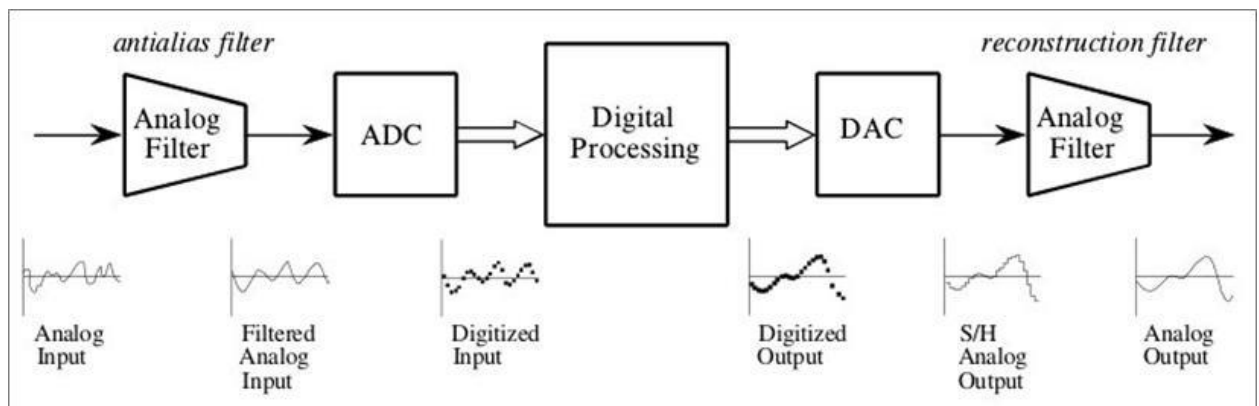 antialias filter
reconstruction filter
Analog
Filter
ADC
Digital
Processing
DAC
Analog
Filter
Analog
Input
Filtered
Analog
Input
Digitized
Input
Digitized
Output
S/H
Analog
Output
Analog
Output